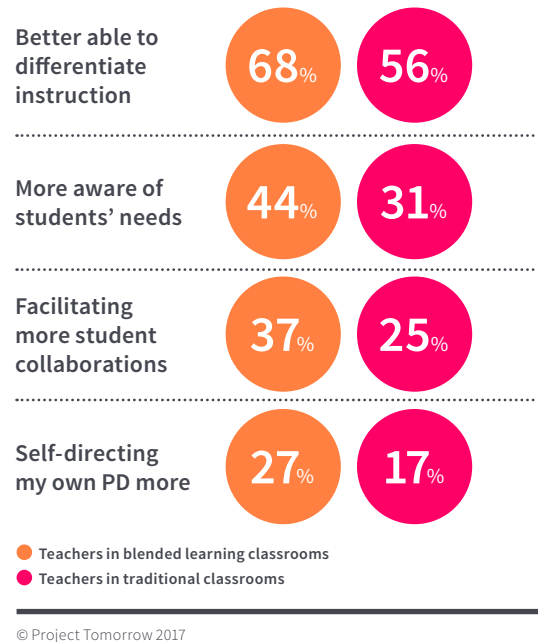 Better able to
differentiate
instruction
68%
56%
More aware of
students’ needs
44%
31%
Facilitating
more student
collaborations
37%
25%
Self-directing
my own PD more
27%
17%
Teachers in blended learning classrooms
Teachers in traditional classrooms
© Project Tomorrow 2017